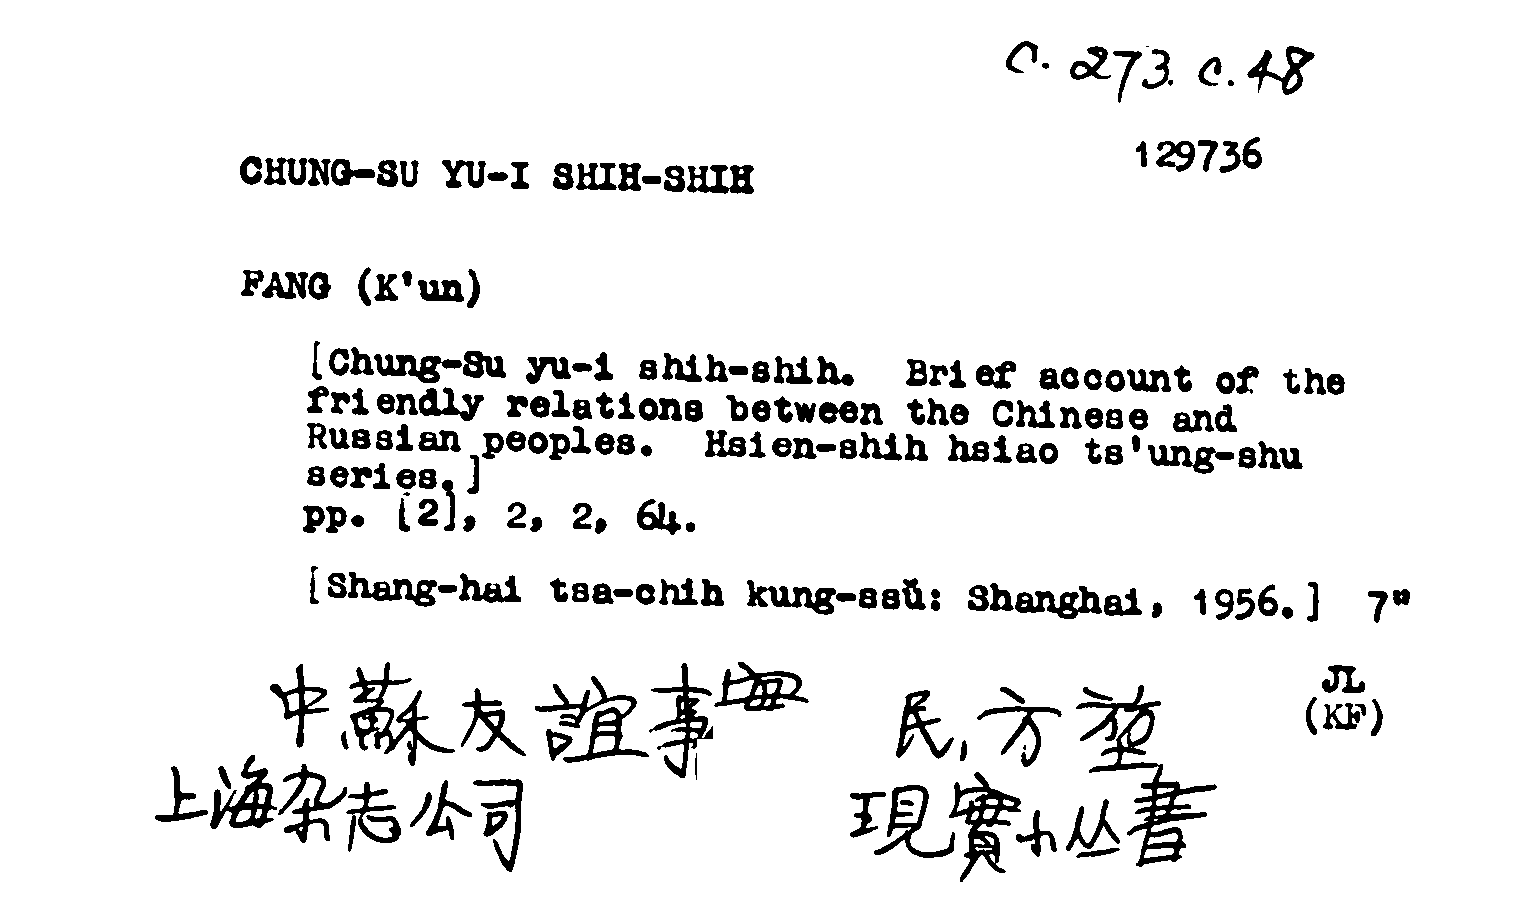 c. 273. c. 48
129736
CHUNG-SU YU-I SHIH-SHIH
FANG (K'un)
[Chung-Su yu-i shih-shih. Brief account of the
friendly relations between the Chinese and
Russian peoples. Hsien-shih hsiao ts'ung-shu
series.]
pp. [2], 2, 2, 64.
[Shang-hai tsa-chih kung-ssŭ: Shanghai, 1956.] 7"
JL
(KF)
中蘇友誼事 民, 方堃
上海杂志公司 現實小丛書